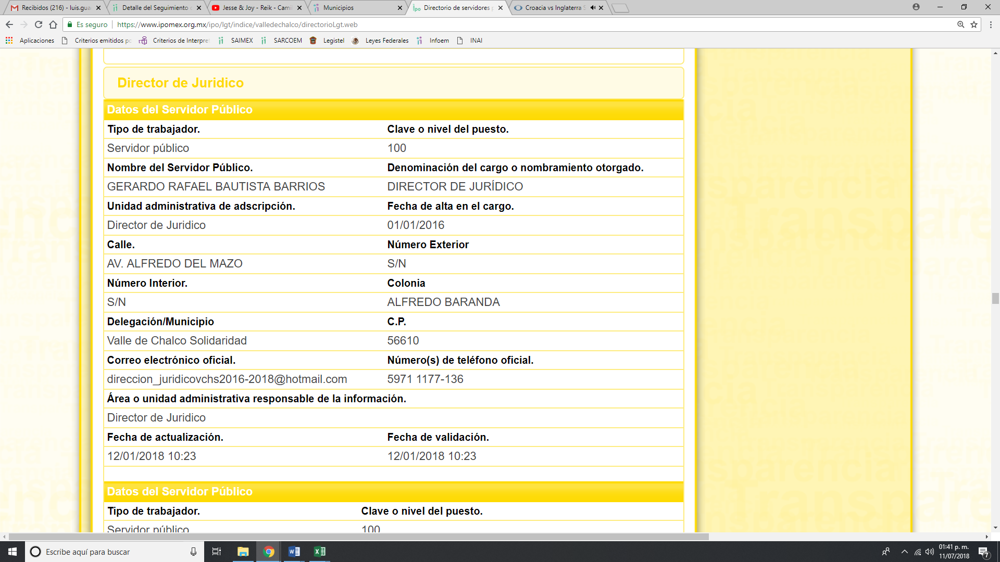 Recibidos (216) - luis.gua
Detalle del Seguimiento
Jesse & Joy - Reik - Cami
Municipios
Directorio de servidores
Croacia vs Inglaterra
Es seguro
https://www.ipomex.org.mx/ipo/lgt/indice/valledechalco/directorioLgt.web
Aplicaciones
Criterios emitidos po
Criterios de Interpret
SAIMEX
SARCOEM
Legistel
Leyes Federales
Infoem
INAI
Director de Juridico
Datos del Servidor Público
Tipo de trabajador. Clave o nivel del puesto.
Servidor público 100
Nombre del Servidor Público. Denominación del cargo o nombramiento otorgado.
GERARDO RAFAEL BAUTISTA BARRIOS DIRECTOR DE JURÍDICO
Unidad administrativa de adscripción. Fecha de alta en el cargo.
Director de Juridico 01/01/2016
Calle. Número Exterior
AV. ALFREDO DEL MAZO S/N
Número Interior. Colonia
S/N ALFREDO BARANDA
Delegación/Municipio C.P.
Valle de Chalco Solidaridad 56610
Correo electrónico oficial. Número(s) de teléfono oficial.
direccion_juridicovchs2016-2018@hotmail.com 5971 1177-136
Área o unidad administrativa responsable de la información.
Director de Juridico
Fecha de actualización. Fecha de validación.
12/01/2018 10:23 12/01/2018 10:23
Datos del Servidor Público
Tipo de trabajador. Clave o nivel del puesto.
Servidor público 100
Escribe aquí para buscar
01:41 p. m.
11/07/2018
7